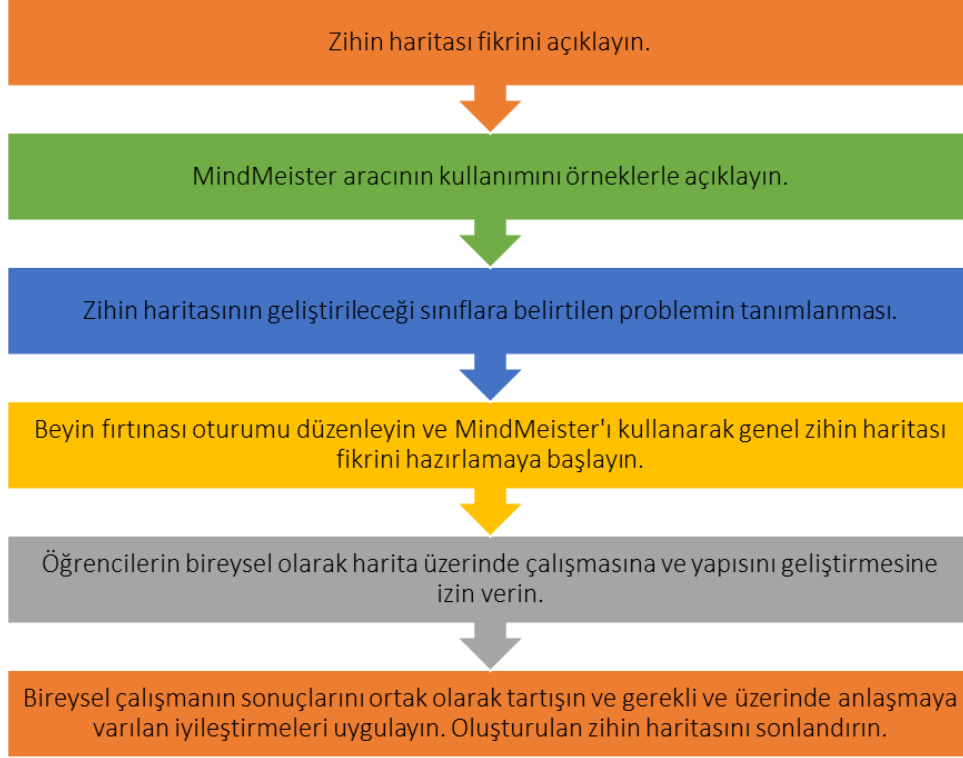 Zihin haritası fikrini açıklayın.
MindMeister aracının kullanımını örneklerle açıklayın.
Zihin haritasının geliştirileceği sınıflara belirtilen problemin tanımlanması.
Beyin fırtınası oturumu düzenleyin ve MindMeister'ı kullanarak genel zihin haritası
fikrini hazırlamaya başlayın.
Öğrencilerin bireysel olarak harita üzerinde çalışmasına ve yapısını geliştirmesine
izin verin.
Bireysel çalışmanın sonuçlarını ortak olarak tartışın ve gerekli ve üzerinde anlaşmaya
varılan iyileştirmeleri uygulayın. Oluşturulan zihin haritasını sonlandırın.